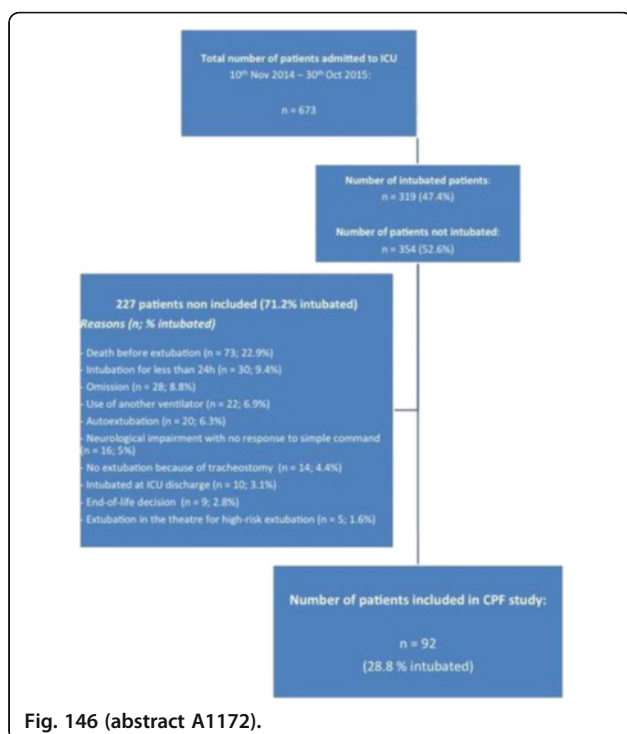 Total number of patients admitted to ICU
10th Nov 2014 – 30th Oct 2015:
n = 673
Number of intubated patients:
n = 319 (47.4%)
Number of patients not intubated:
n = 354 (52.6%)
227 patients non included (71.2% intubated)
Reasons (n; % intubated)
- Death before extubation (n = 73; 22.9%)
- Intubation for less than 24h (n = 30; 9.4%)
- Omission (n = 28; 8.8%)
- Use of another ventilator (n = 22; 6.9%)
- Autoextubation (n = 20; 6.3%)
- Neurological impairment with no response to simple command
(n = 16; 5%)
- No extubation because of tracheostomy (n = 14; 4.4%)
- Intubated at ICU discharge (n = 10; 3.1%)
- End-of-life decision (n = 9; 2.8%)
- Extubation in the theatre for high-risk extubation (n = 5; 1.6%)
Number of patients included in CPF study:
n = 92
(28.8 % intubated)
Fig. 146 (abstract A1172).